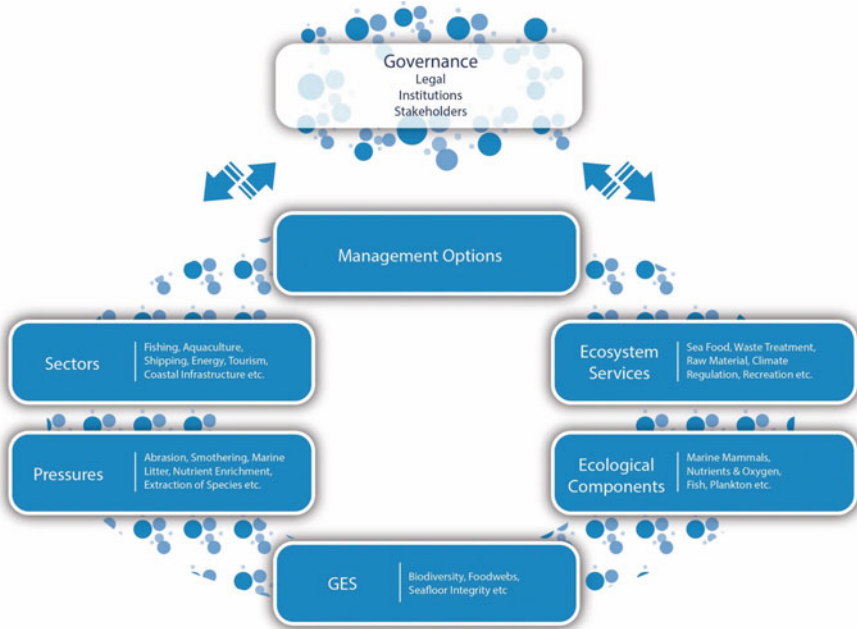 Governance
Legal
Institutions
Stakeholders
Management Options
Sectors
Fishing, Aquaculture,
Shipping, Energy, Tourism,
Coastal Infrastructure etc.
Ecosystem
Services
Sea Food, Waste Treatment,
Raw Material, Climate
Regulation, Recreation etc.
Pressures
Abrasion, Smothering, Marine
Litter, Nutrient Enrichment,
Extraction of Species etc.
Ecological
Components
Marine Mammals,
Nutrients & Oxygen,
Fish, Plankton etc.
GES
Biodiversity, Foodwebs,
Seafloor Integrity etc